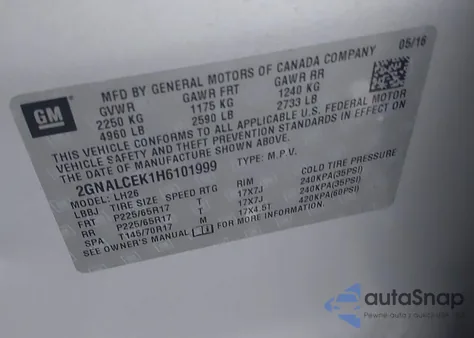 MFD BY GENERAL MOTORS OF CANADA COMPANY 05/16
GM
GVWR GAWR FRT GAWR RR
2250 KG 1175 KG 1240 KG
4960 LB 2590 LB 2733 LB
THIS VEHICLE CONFORMS TO ALL APPLICABLE U.S. FEDERAL MOTOR
VEHICLE SAFETY AND THEFT PREVENTION STANDARDS IN EFFECT ON
THE DATE OF MANUFACTURE SHOWN ABOVE.
2GNALCEK1H6101999 TYPE: M.P.V.
MODEL: LH26
LBBJ TIRE SIZE SPEED RTG RIM COLD TIRE PRESSURE
FRT P225/65R17 T 17X7J 240KPA(35PSI)
RR P225/65R17 T 17X7J 240KPA(35PSI)
SPA T145/70R17 M 17X4.5T 420KPA(60PSI)
SEE OWNER'S MANUAL FOR MORE INFORMATION.
autaSnap